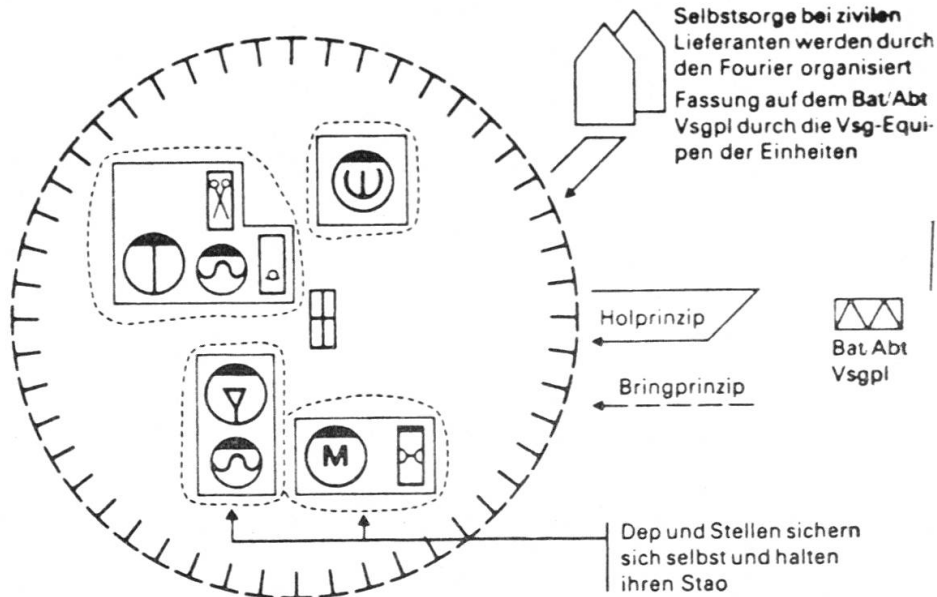 Selbstsorge bei zivilen
Lieferanten werden durch
den Fourier organisiert
Fassung auf dem Bat/Abt
Vsgpl durch die Vsg-Equi-
pen der Einheiten
Holprinzip
Bat/Abt
Vsgpl
Bringprinzip
M
Dep und Stellen sichern
sich selbst und halten
ihren Stao